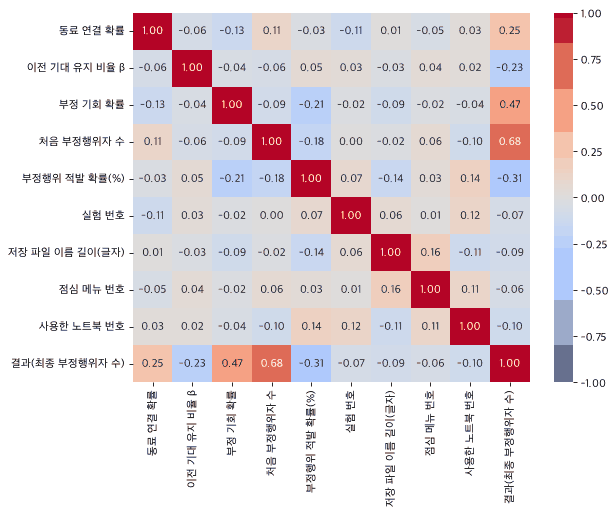 동료 연결 확률 1.00 -0.06 -0.13 0.11 -0.03 -0.11 0.01 -0.05 0.03 0.25
이전 기대 유지 비율 β -0.06 1.00 -0.04 -0.06 0.05 0.03 -0.03 0.04 0.02 -0.23
부정 기회 확률 -0.13 -0.04 1.00 -0.09 -0.21 -0.02 -0.09 -0.02 -0.04 0.47
처음 부정행위자 수 0.11 -0.06 -0.09 1.00 -0.18 0.00 -0.02 0.06 -0.10 0.68
부정행위 적발 확률(%) -0.03 0.05 -0.21 -0.18 1.00 0.07 -0.14 0.03 0.14 -0.31
실험 번호 -0.11 0.03 -0.02 0.00 0.07 1.00 0.06 0.01 0.12 -0.07
저장 파일 이름 길이(글자) 0.01 -0.03 -0.09 -0.02 -0.14 0.06 1.00 0.16 -0.11 -0.09
점심 메뉴 번호 -0.05 0.04 -0.02 0.06 0.03 0.01 0.16 1.00 0.11 -0.06
사용한 노트북 번호 0.03 0.02 -0.04 -0.10 0.14 0.12 -0.11 0.11 1.00 -0.10
결과(최종 부정행위자 수) 0.25 -0.23 0.47 0.68 -0.31 -0.07 -0.09 -0.06 -0.10 1.00
동료 연결 확률
이전 기대 유지 비율 β
부정 기회 확률
처음 부정행위자 수
부정행위 적발 확률(%)
실험 번호
저장 파일 이름 길이(글자)
점심 메뉴 번호
사용한 노트북 번호
결과(최종 부정행위자 수)
1.00
0.75
0.50
0.25
0.00
-0.25
-0.50
-0.75
-1.00